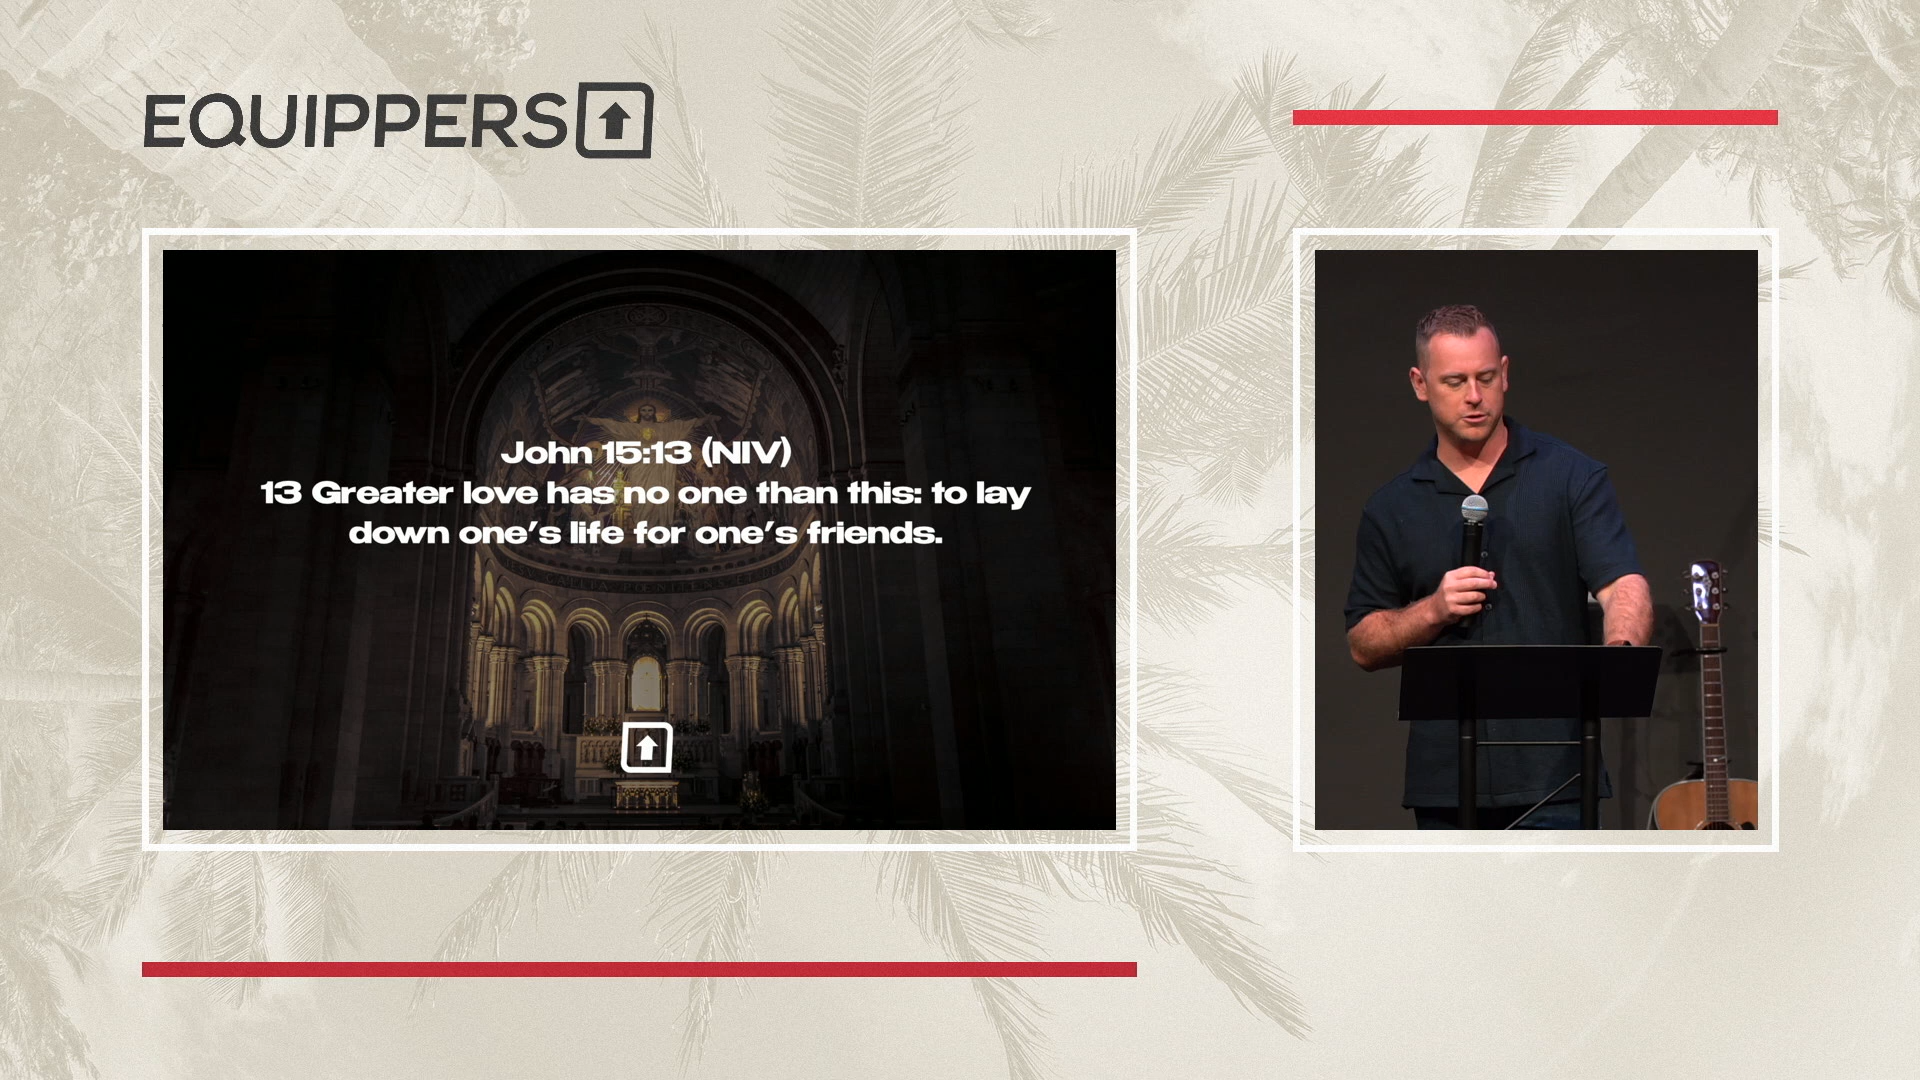 EQUIPPERS
John 15:13 (NIV)
13 Greater love has no one than this: to lay
down one’s life for one’s friends.